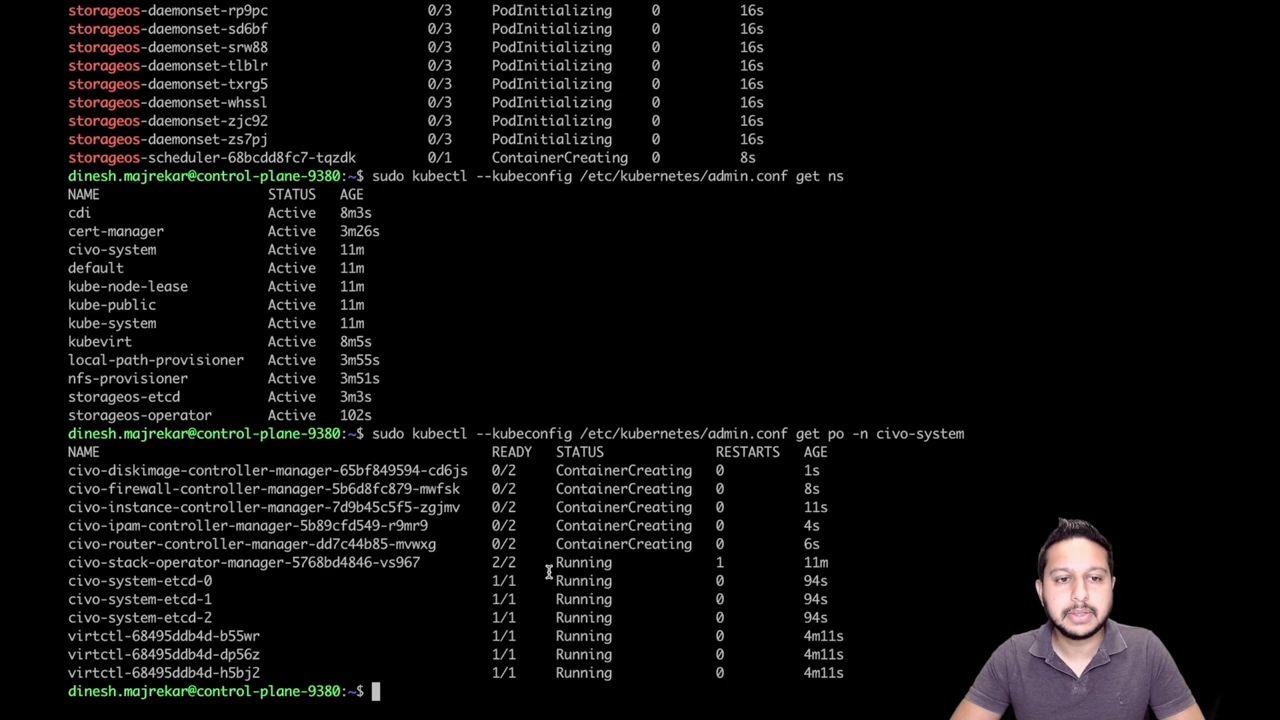 storageos-daemonset-rp9pc 0/3 PodInitializing 0 16s
storageos-daemonset-sd6bf 0/3 PodInitializing 0 16s
storageos-daemonset-srw88 0/3 PodInitializing 0 16s
storageos-daemonset-tlblr 0/3 PodInitializing 0 16s
storageos-daemonset-txrg5 0/3 PodInitializing 0 16s
storageos-daemonset-whssl 0/3 PodInitializing 0 16s
storageos-daemonset-zjc92 0/3 PodInitializing 0 16s
storageos-daemonset-zs7pj 0/3 PodInitializing 0 16s
storageos-scheduler-68bcdd8fc7-tqzdk 0/1 ContainerCreating 0 8s
dinesh.majrekar@control-plane-9380:~$ sudo kubectl --kubeconfig /etc/kubernetes/admin.conf get ns
NAME STATUS AGE
cdi Active 8m3s
cert-manager Active 3m26s
civo-system Active 11m
default Active 11m
kube-node-lease Active 11m
kube-public Active 11m
kube-system Active 11m
kubevirt Active 8m5s
local-path-provisioner Active 3m55s
nfs-provisioner Active 3m51s
storageos-etcd Active 3m3s
storageos-operator Active 102s
dinesh.majrekar@control-plane-9380:~$ sudo kubectl --kubeconfig /etc/kubernetes/admin.conf get po -n civo-system
NAME READY STATUS RESTARTS AGE
civo-diskimage-controller-manager-65bf849594-cd6js 0/2 ContainerCreating 0 1s
civo-firewall-controller-manager-5b6d8fc879-mwfsk 0/2 ContainerCreating 0 8s
civo-instance-controller-manager-7d9b45c5f5-zgjmv 0/2 ContainerCreating 0 11s
civo-ipam-controller-manager-5b89cfd549-r9mr9 0/2 ContainerCreating 0 4s
civo-router-controller-manager-dd7c44b85-mvwxg 0/2 ContainerCreating 0 6s
civo-stack-operator-manager-5768bd4846-vs967 2/2 Running 1 11m
civo-system-etcd-0 1/1 Running 0 94s
civo-system-etcd-1 1/1 Running 0 94s
civo-system-etcd-2 1/1 Running 0 94s
virtctl-68495ddb4d-b55wr 1/1 Running 0 4m11s
virtctl-68495ddb4d-dp56z 1/1 Running 0 4m11s
virtctl-68495ddb4d-h5bj2 1/1 Running 0 4m11s
dinesh.majrekar@control-plane-9380:~$